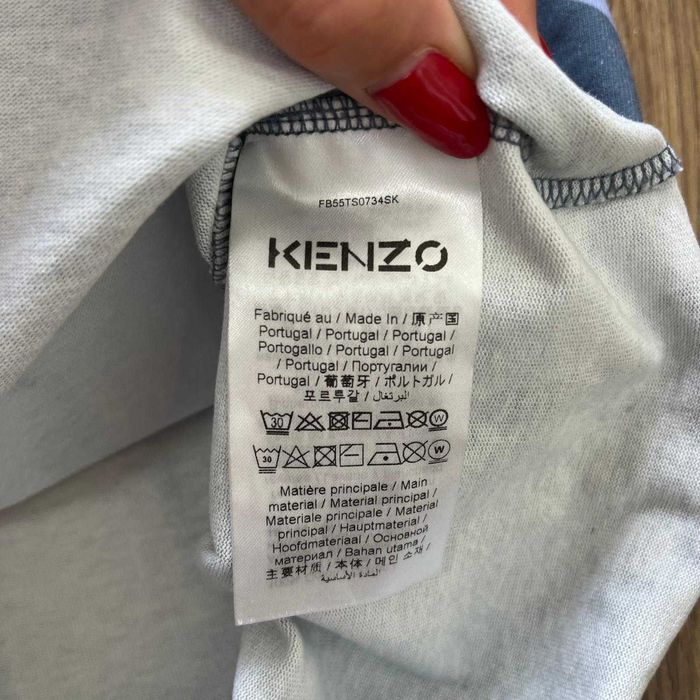 FB55TS0734SK
KENZO
Fabriqué au / Made In / 原产国
Portugal / Portugal / Portugal /
Portogallo / Portugal / Portugal
/ Portugal / Португалии /
Portugal / 葡萄牙 / ポルトガル /
포르투갈 / البرتغال
30 W
30 W
Matière principale / Main
material / Material principal /
Materiale principale / Material
principal / Hauptmaterial /
Hoofdmateriaal / Основной
материал / Bahan utama /
主要材质 / 本体 / 메인 소재 /
المادة الأساسية